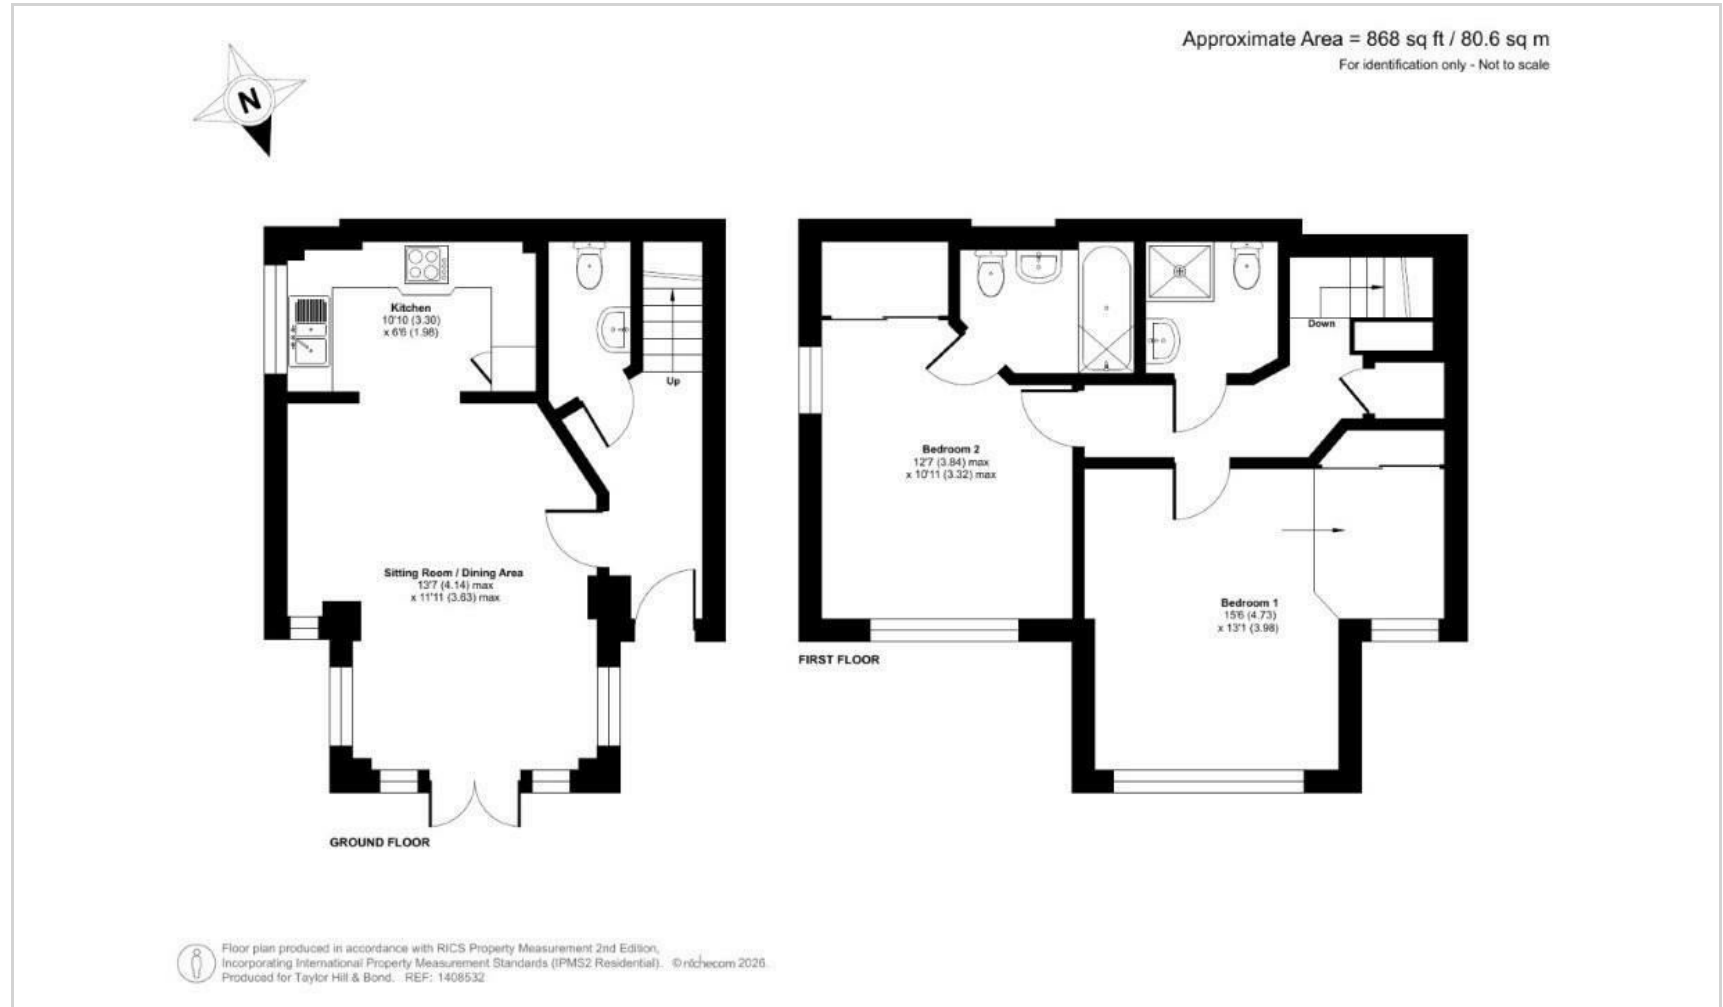 Approximate Area = 868 sq ft / 80.6 sq m
For identification only - Not to scale
N
Kitchen
10'10 (3.30)
x 6'6 (1.98)
Up
Sitting Room / Dining Area
13'7 (4.14) max
x 11'11 (3.63) max
GROUND FLOOR
Down
Bedroom 2
12'7 (3.84) max
x 10'11 (3.32) max
Bedroom 1
15'6 (4.73)
x 13'1 (3.98)
FIRST FLOOR
Floor plan produced in accordance with RICS Property Measurement 2nd Edition,
Incorporating International Property Measurement Standards (IPMS2 Residential). © nichecom 2026.
Produced for Taylor Hill & Bond. REF: 1408532